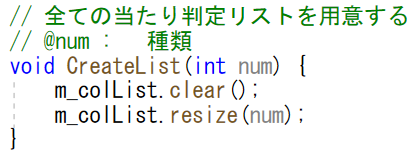 // 全ての当たり判定リストを用意する
// @num :　種類
void CreateList(int num) {
    m_colList.clear();
    m_colList.resize(num);
}